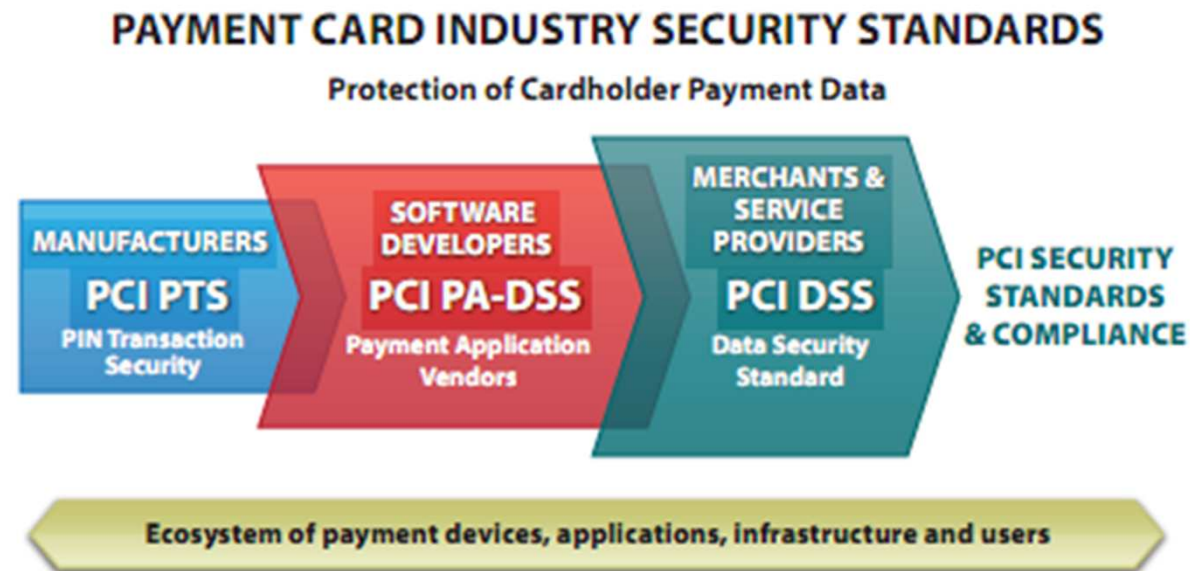 PAYMENT CARD INDUSTRY SECURITY STANDARDS
Protection of Cardholder Payment Data
MANUFACTURERS
PCI PTS
PIN Transaction
Security
SOFTWARE
DEVELOPERS
PCI PA-DSS
Payment Application
Vendors
MERCHANTS &
SERVICE
PROVIDERS
PCI DSS
Data Security
Standard
PCI SECURITY
STANDARDS
& COMPLIANCE
Ecosystem of payment devices, applications, infrastructure and users